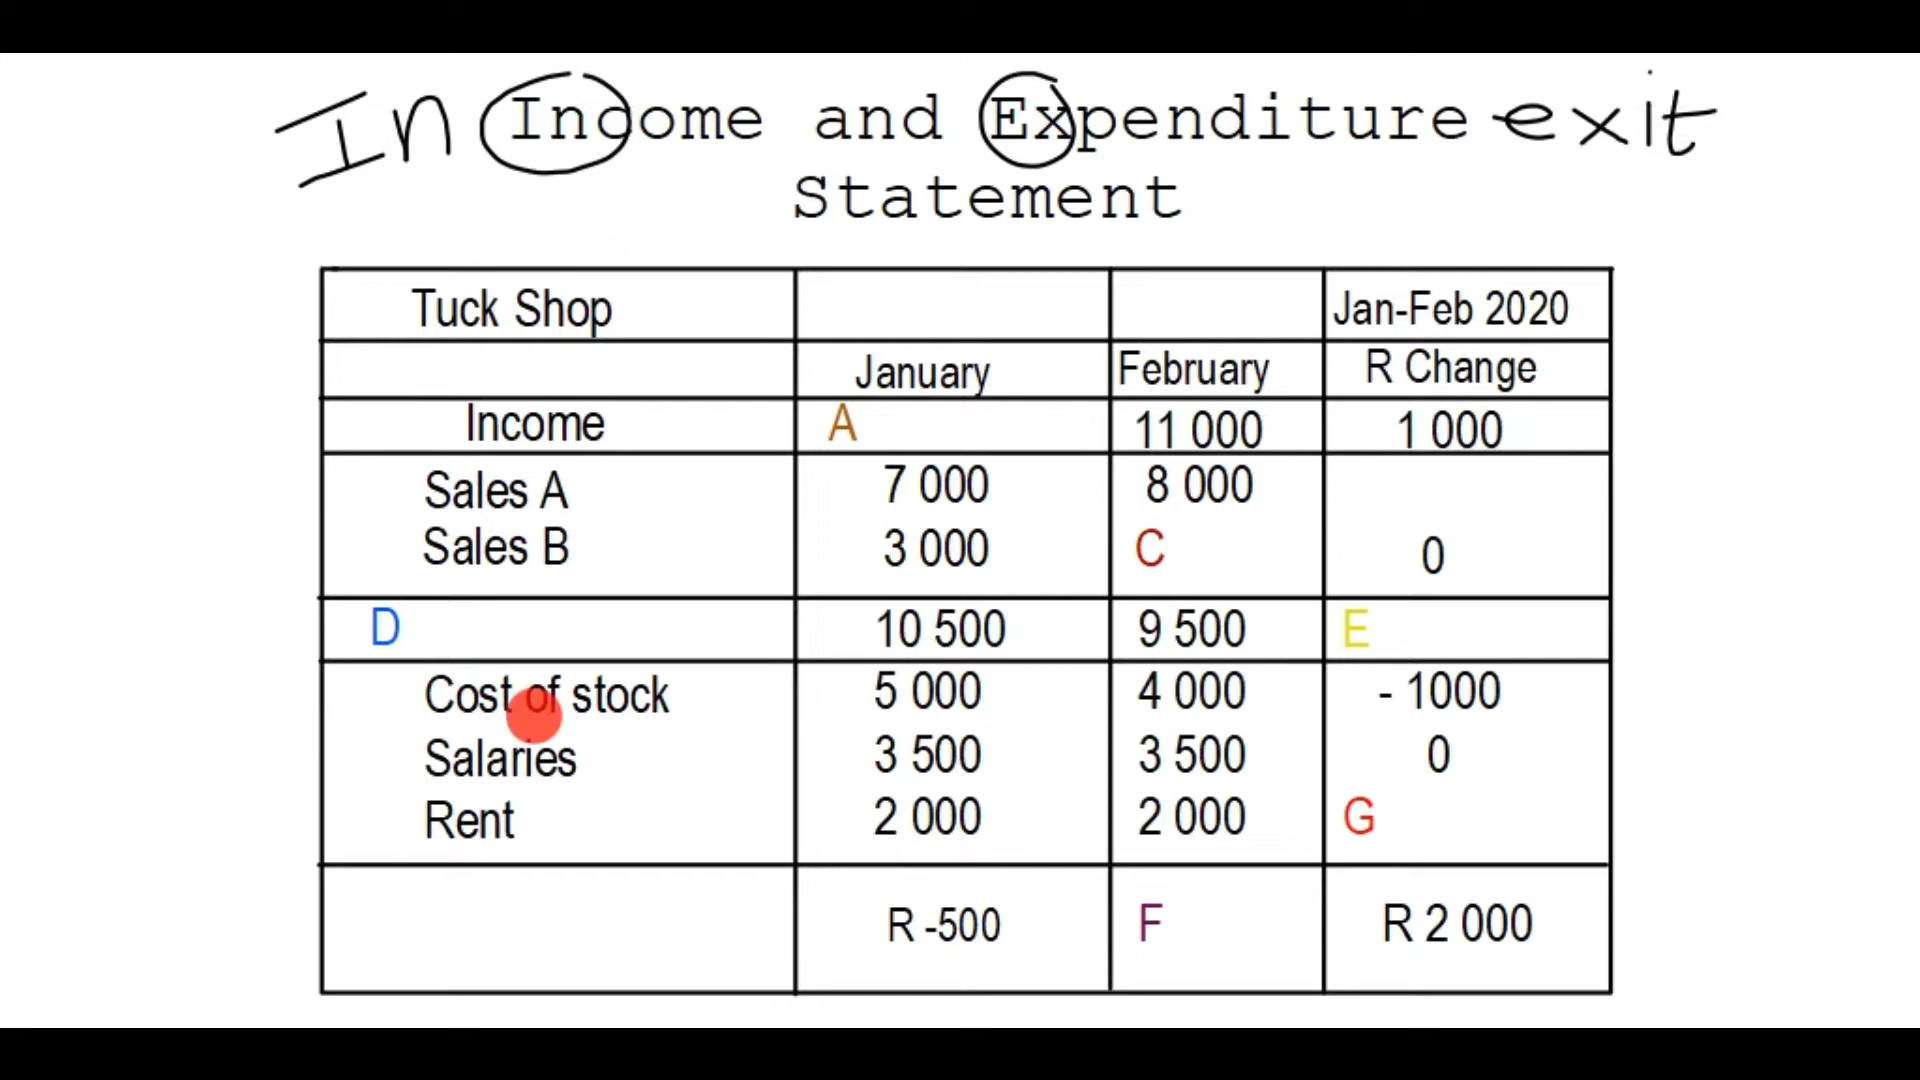 In Income and Expenditure exit
Statement
Tuck Shop Jan-Feb 2020
January February R Change
Income A 11 000 1 000
Sales A 7 000 8 000
Sales B 3 000 C 0
D 10 500 9 500 E
Cost of stock 5 000 4 000 - 1000
Salaries 3 500 3 500 0
Rent 2 000 2 000 G
R -500 F R 2 000